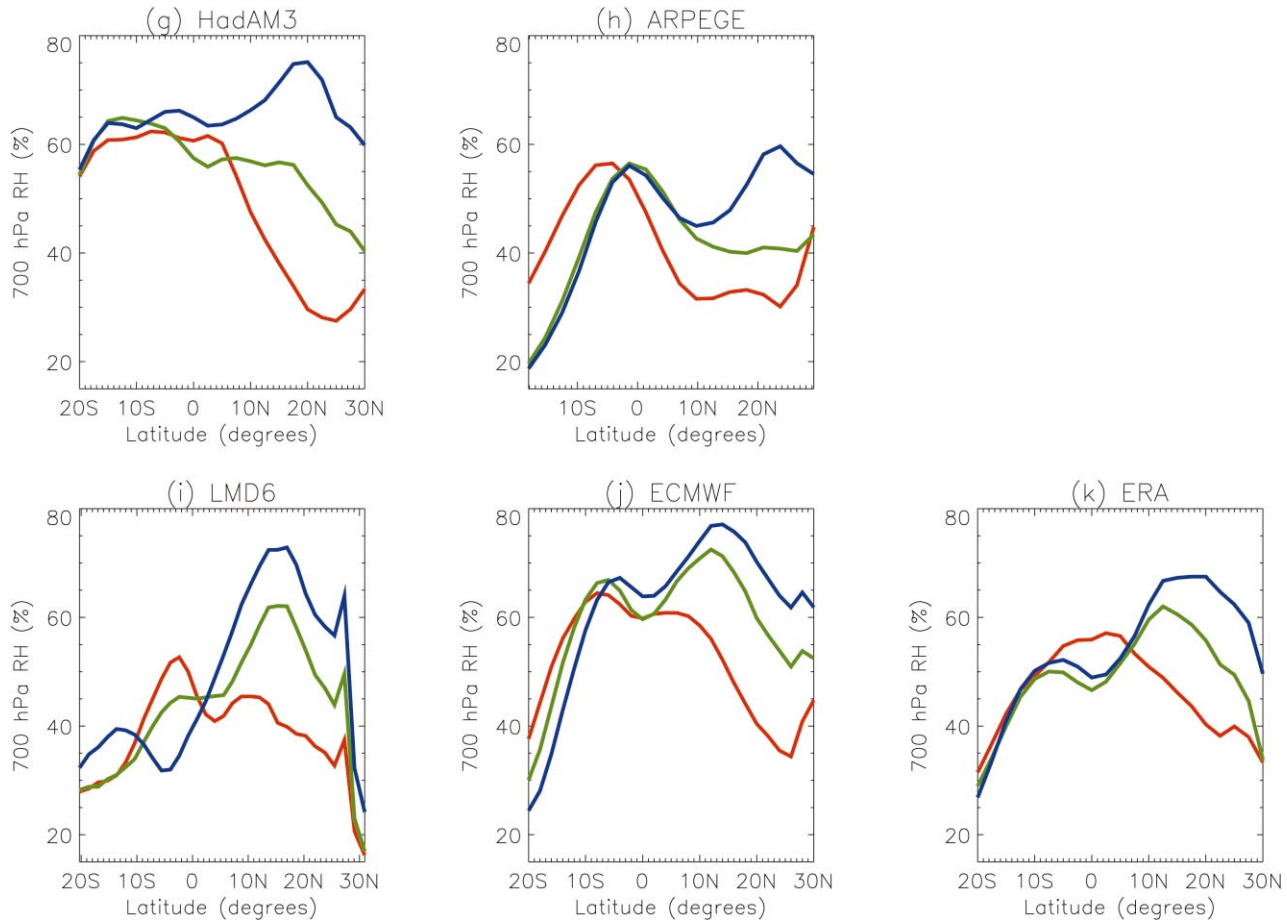 (g) HadAM3
80
60
40
20
700 hPa RH (%)
20S 10S 0 10N 20N 30N
Latitude (degrees)
(h) ARPEGE
80
60
40
20
700 hPa RH (%)
10S 0 10N 20N
Latitude (degrees)
(i) LMD6
80
60
40
20
700 hPa RH (%)
20S 10S 0 10N 20N 30N
Latitude (degrees)
(j) ECMWF
80
60
40
20
700 hPa RH (%)
20S 10S 0 10N 20N 30N
Latitude (degrees)
(k) ERA
80
60
40
20
700 hPa RH (%)
20S 10S 0 10N 20N 30N
Latitude (degrees)